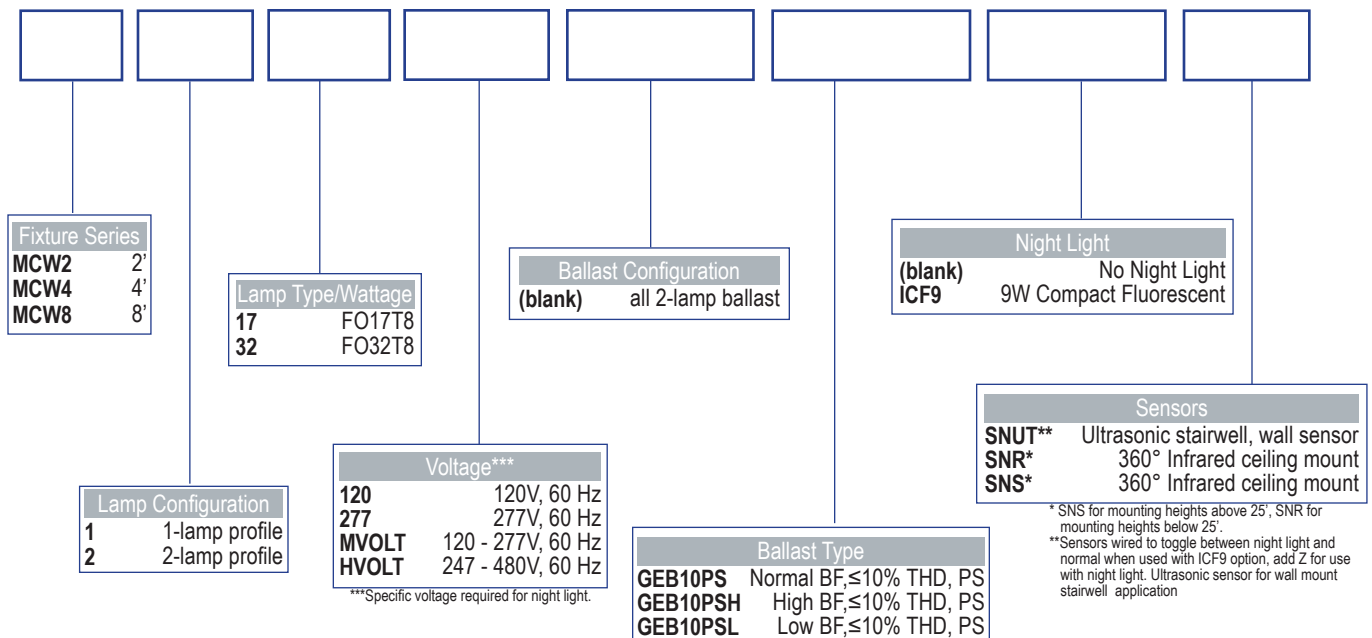 Fixture Series
MCW2 2’
MCW4 4’
MCW8 8’
Lamp Configuration
1 1-lamp profile
2 2-lamp profile
Lamp Type/Wattage
17 FO17T8
32 FO32T8
Voltage***
120 120V, 60 Hz
277 277V, 60 Hz
MVOLT 120 - 277V, 60 Hz
HVOLT 247 - 480V, 60 Hz
***Specific voltage required for night light.
Ballast Configuration
(blank) all 2-lamp ballast
Ballast Type
GEB10PS Normal BF,≤10% THD, PS
GEB10PSH High BF,≤10% THD, PS
GEB10PSL Low BF,≤10% THD, PS
Night Light
(blank) No Night Light
ICF9 9W Compact Fluorescent
Sensors
SNUT** Ultrasonic stairwell, wall sensor
SNR* 360° Infrared ceiling mount
SNS* 360° Infrared ceiling mount
* SNS for mounting heights above 25’, SNR for
mounting heights below 25’.
**Sensors wired to toggle between night light and
normal when used with ICF9 option, add Z for use
with night light. Ultrasonic sensor for wall mount
stairwell application